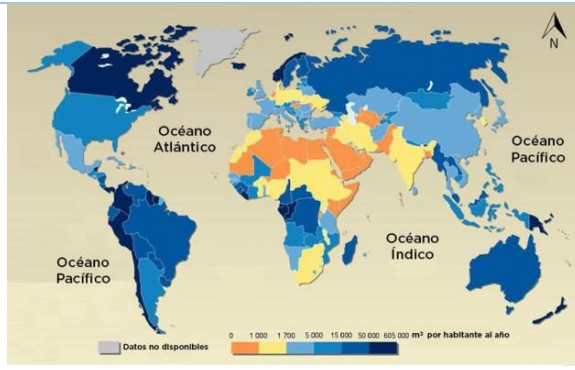 N
Océano
Atlántico
Océano
Pacífico
Océano
Pacífico
Océano
Índico
0 1 000 1 700 5 000 15 000 50 000 605 000 m³ por habitante al año
Datos no disponibles